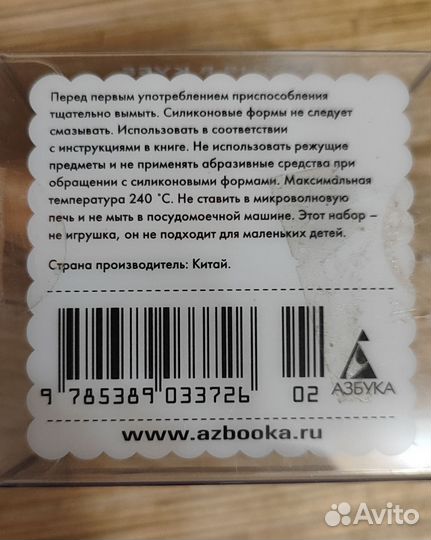 Перед первым употреблением приспособления
тщательно вымыть. Силиконовые формы не следует
смазывать. Использовать в соответствии
с инструкциями в книге. Не использовать режущие
предметы и не применять абразивные средства при
обращении с силиконовыми формами. Максимальная
температура 240 °С. Не ставить в микроволновую
печь и не мыть в посудомоечной машине. Этот набор –
не игрушка, он не подходит для маленьких детей.
Страна производитель: Китай.
9 785389 033726 02
АЗБУКА
www.azbooka.ru
Avito